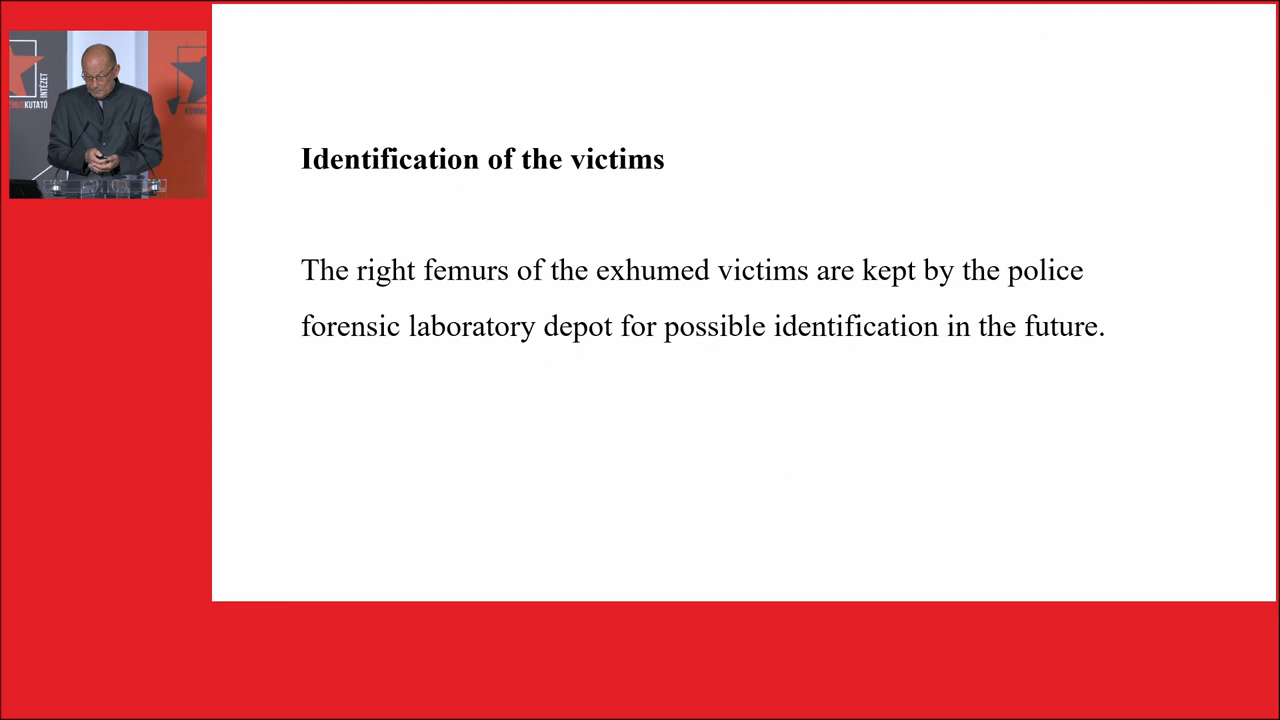 INTÉZET
KUTATÓ
KOMMU
Identification of the victims
The right femurs of the exhumed victims are kept by the police
forensic laboratory depot for possible identification in the future.